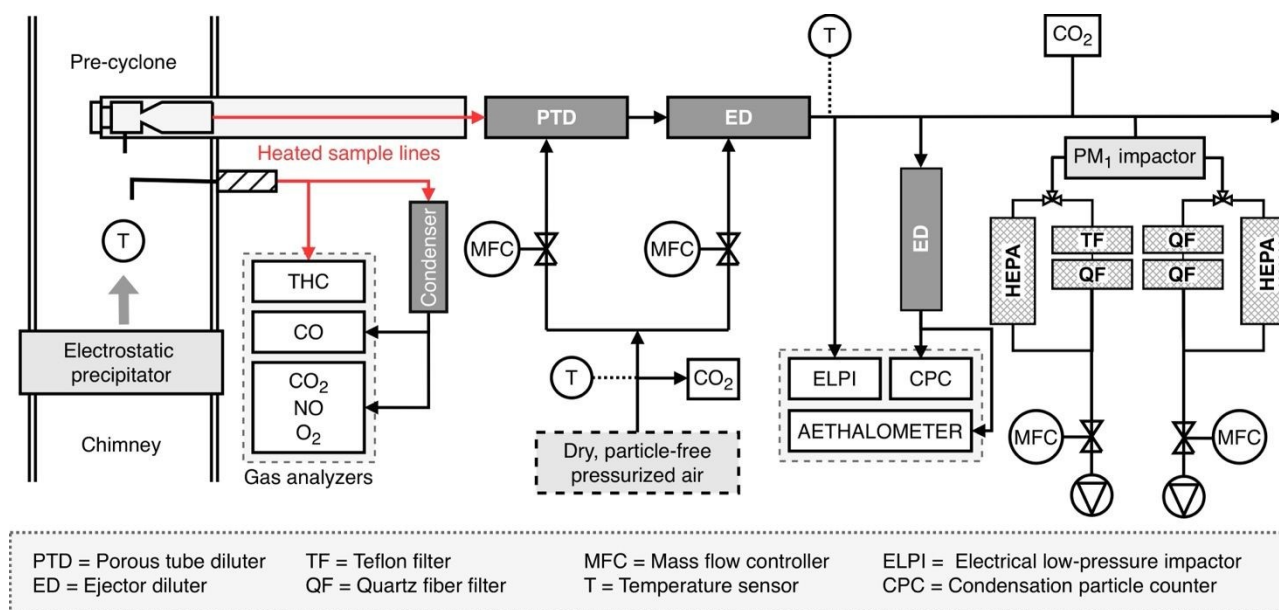 T
CO2
Pre-cyclone
PTD
ED
Heated sample lines
PM1 impactor
T
Condenser
MFC
MFC
ED
HEPA
TF
QF
QF
QF
HEPA
THC
CO
Electrostatic
precipitator
CO2
NO
O2
T
CO2
ELPI
CPC
AETHALOMETER
Chimney
Dry, particle-free
pressurized air
MFC
MFC
Gas analyzers
PTD = Porous tube diluter
TF = Teflon filter
MFC = Mass flow controller
ELPI = Electrical low-pressure impactor
ED = Ejector diluter
QF = Quartz fiber filter
T = Temperature sensor
CPC = Condensation particle counter